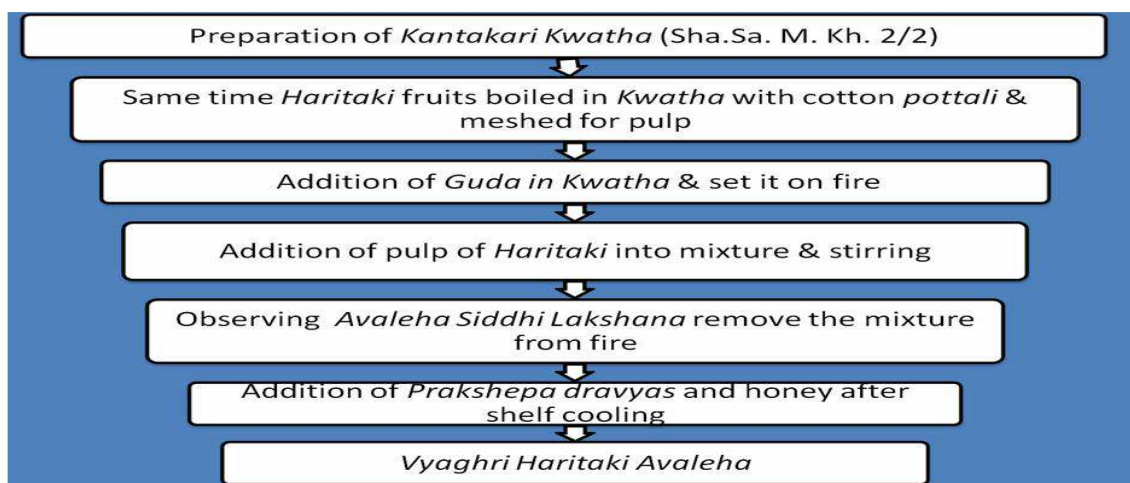 Preparation of Kantakari Kwatha (Sha.Sa. M. Kh. 2/2)
Same time Haritaki fruits boiled in Kwatha with cotton pottali &
meshed for pulp
Addition of Guda in Kwatha & set it on fire
Addition of pulp of Haritaki into mixture & stirring
Observing Avaleha Siddhi Lakshana remove the mixture
from fire
Addition of Prakshepa dravyas and honey after
shelf cooling
Vyaghri Haritaki Avaleha